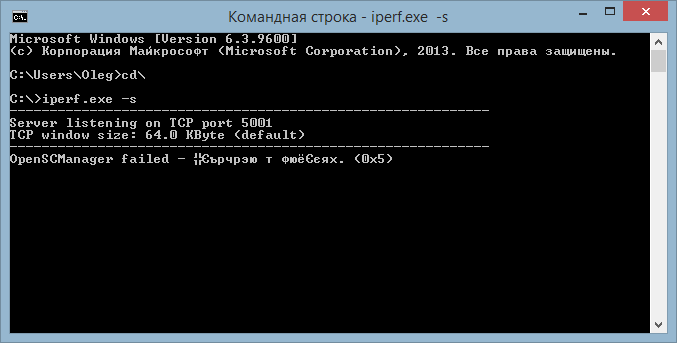 Командная строка - iperf.exe -s
Microsoft Windows [Version 6.3.9600]
(c) Корпорация Майкрософт (Microsoft Corporation), 2013. Все права защищены.
C:\Users\Oleg>cd\
C:\>iperf.exe -s
------------------------------------------------------------
Server listening on TCP port 5001
TCP window size: 64.0 KByte (default)
------------------------------------------------------------
OpenSCManager failed - ╬Єърчрэю т фюёЄєях. (0x5)